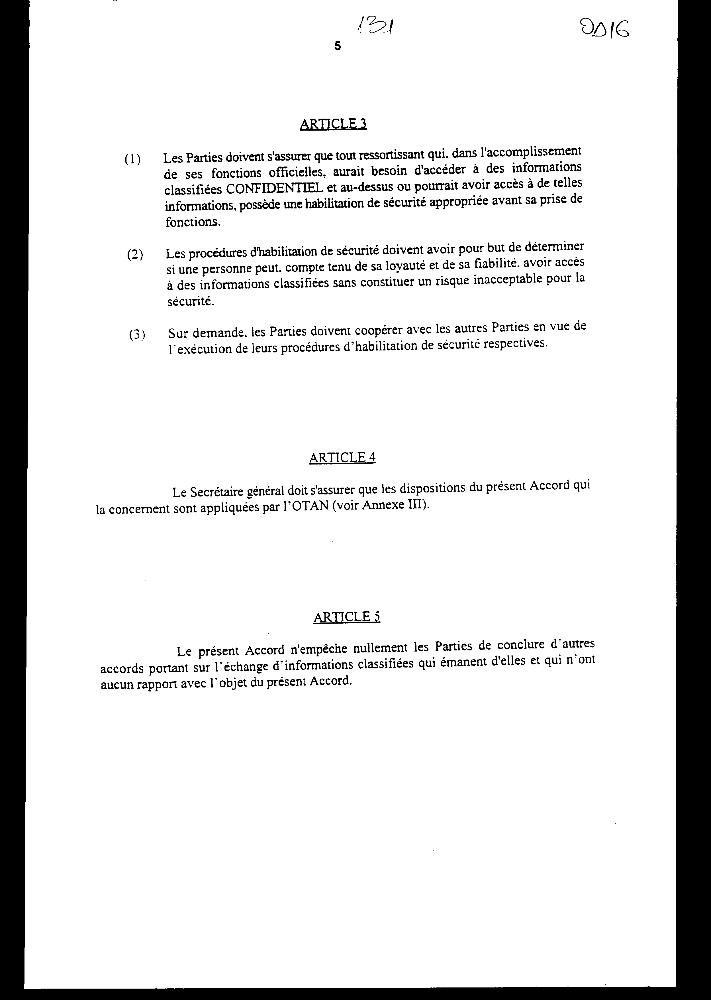 131
5
ARTICLE 3
(1) Les Parties doivent s'assurer que tout ressortissant qui, dans l'accomplissement
de ses fonctions officielles, aurait besoin d'accéder à des informations
classifiées CONFIDENTIEL et au-dessus ou pourrait avoir accès à de telles
informations, possède une habilitation de sécurité appropriée avant sa prise de
fonctions.
(2) Les procédures d'habilitation de sécurité doivent avoir pour but de déterminer
si une personne peut, compte tenu de sa loyauté et de sa fiabilité, avoir accès
à des informations classifiées sans constituer un risque inacceptable pour la
sécurité.
(3) Sur demande, les Parties doivent coopérer avec les autres Parties en vue de
l'exécution de leurs procédures d'habilitation de sécurité respectives.
ARTICLE 4
Le Secrétaire général doit s'assurer que les dispositions du présent Accord qui
la concernent sont appliquées par l'OTAN (voir Annexe III).
ARTICLE 5
Le présent Accord n'empêche nullement les Parties de conclure d'autres
accords portant sur l'échange d'informations classifiées qui émanent d'elles et qui n'ont
aucun rapport avec l'objet du présent Accord.